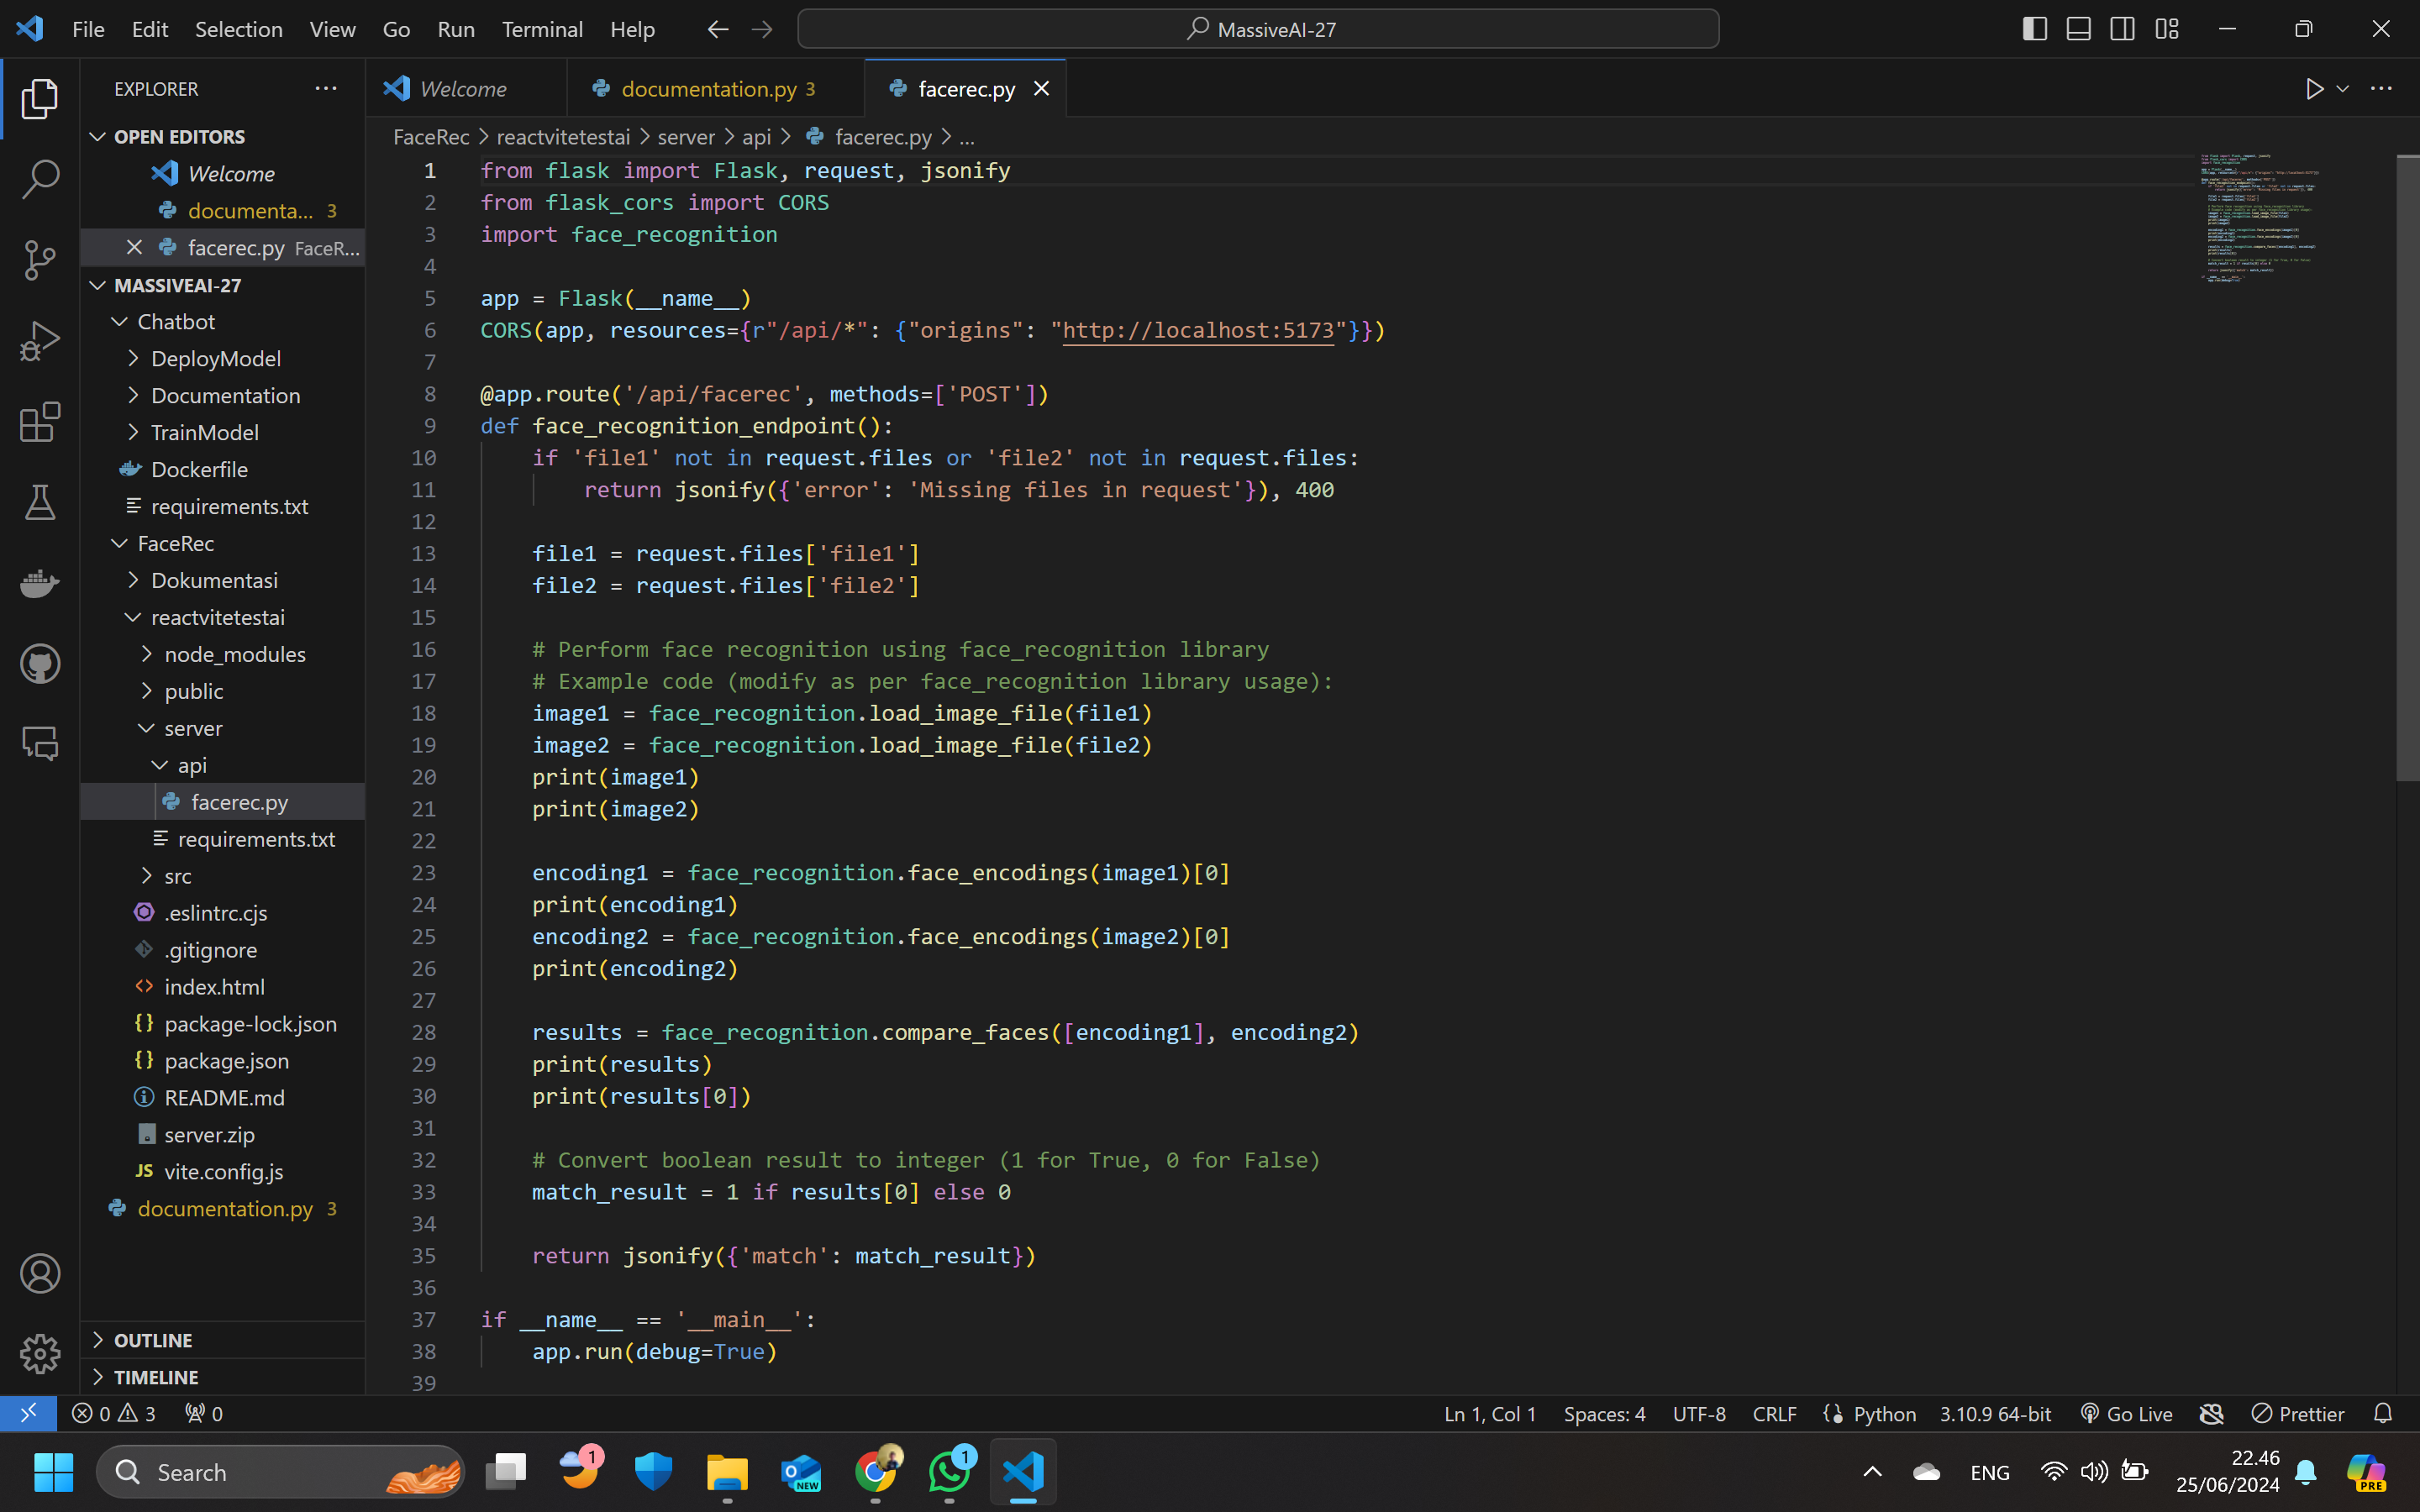 File Edit Selection View Go Run Terminal Help MassiveAI-27
EXPLORER
OPEN EDITORS
Welcome
documenta... 3
facerec.py FaceR...
MASSIVEAI-27
Chatbot
DeployModel
Documentation
TrainModel
Dockerfile
requirements.txt
FaceRec
Dokumentasi
reactvitetestai
node_modules
public
server
api
facerec.py
requirements.txt
src
.eslintrc.cjs
.gitignore
index.html
package-lock.json
package.json
README.md
server.zip
JS vite.config.js
documentation.py 3
OUTLINE
TIMELINE
Welcome documentation.py 3 facerec.py
FaceRec > reactvitetestai > server > api > facerec.py > ...
1 from flask import Flask, request, jsonify
2 from flask_cors import CORS
3 import face_recognition
4
5 app = Flask(__name__)
6 CORS(app, resources={r"/api/*": {"origins": "http://localhost:5173"}})
7
8 @app.route('/api/facerec', methods=['POST'])
9 def face_recognition_endpoint():
10 if 'file1' not in request.files or 'file2' not in request.files:
11 return jsonify({'error': 'Missing files in request'}), 400
12
13 file1 = request.files['file1']
14 file2 = request.files['file2']
15
16 # Perform face recognition using face_recognition library
17 # Example code (modify as per face_recognition library usage):
18 image1 = face_recognition.load_image_file(file1)
19 image2 = face_recognition.load_image_file(file2)
20 print(image1)
21 print(image2)
22
23 encoding1 = face_recognition.face_encodings(image1)[0]
24 print(encoding1)
25 encoding2 = face_recognition.face_encodings(image2)[0]
26 print(encoding2)
27
28 results = face_recognition.compare_faces([encoding1], encoding2)
29 print(results)
30 print(results[0])
31
32 # Convert boolean result to integer (1 for True, 0 for False)
33 match_result = 1 if results[0] else 0
34
35 return jsonify({'match': match_result})
36
37 if __name__ == '__main__':
38 app.run(debug=True)
39
0 3 0 Ln 1, Col 1 Spaces: 4 UTF-8 CRLF Python 3.10.9 64-bit Go Live Prettier
Search 1 NEW 1 ENG 22.46 PRE
25/06/2024